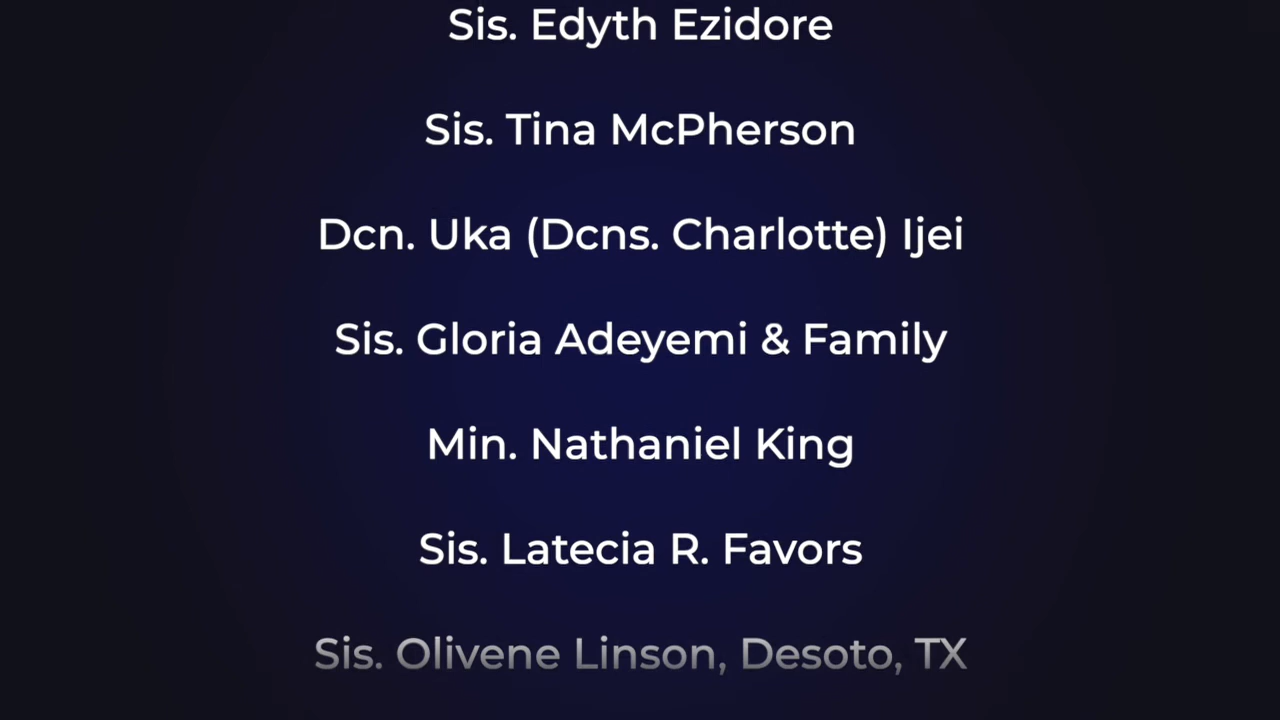 Sis. Edyth Ezidore
Sis. Tina McPherson
Dcn. Uka (Dcns. Charlotte) Ijei
Sis. Gloria Adeyemi & Family
Min. Nathaniel King
Sis. Latecia R. Favors
Sis. Olivene Linson, Desoto, TX